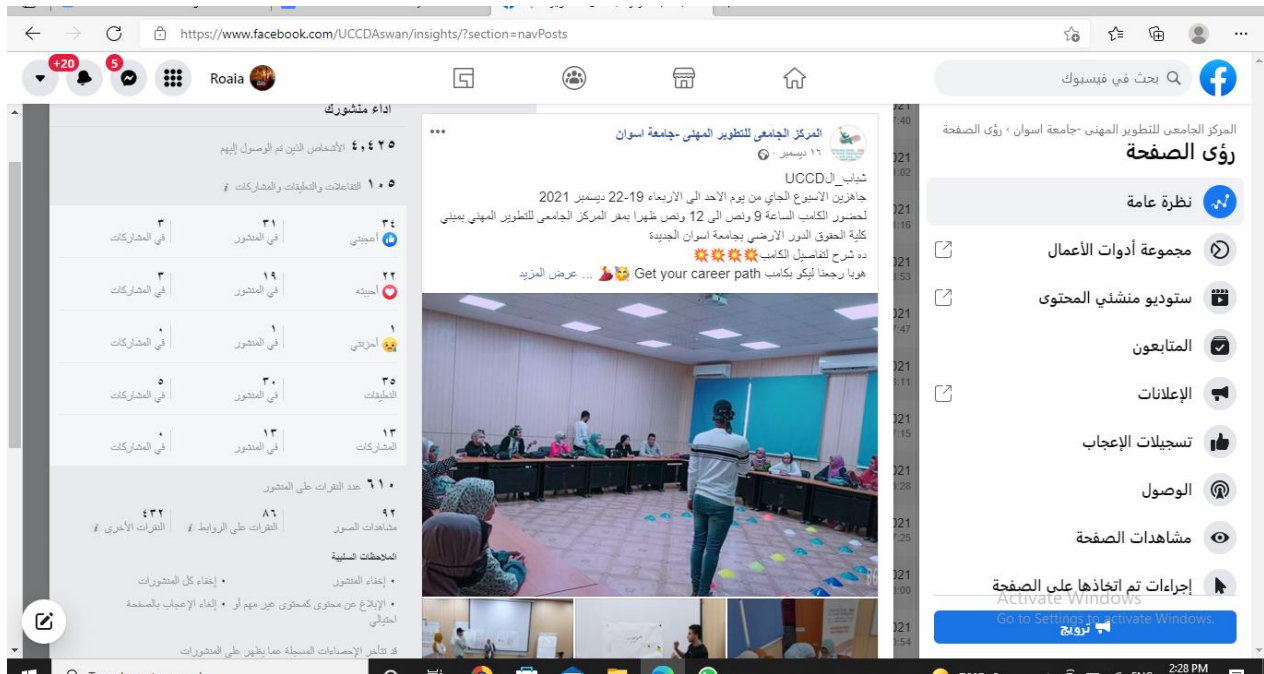 https://www.facebook.com/UCCDAswan/insights/?section=navPosts
+20
5
Roaia
بحث في فيسبوك
المركز الجامعى للتطوير المهنى -جامعة اسوان › رؤى الصفحة
رؤى الصفحة
نظرة عامة
مجموعة أدوات الأعمال
ستوديو منشئي المحتوى
المتابعون
الإعلانات
تسجيلات الإعجاب
الوصول
مشاهدات الصفحة
إجراءات تم اتخاذها على الصفحة
ترويج
Activate Windows
Go to Settings to activate Windows.
المركز الجامعى للتطوير المهنى -جامعة اسوان
١٦ ديسمبر ·
شباب_الUCCD
جاهزين الاسبوع الجاي من يوم الاحد الى الاربعاء 19-22 ديسمبر 2021
لحضور الكامب الساعة 9 ونص الى 12 ونص ظهرا بمقر المركز الجامعي للتطوير المهني بمبني
كلية الحقوق الدور الارضي بجامعة اسوان الجديدة
ده شرح لتفاصيل الكامب💥💥💥💥
هوبا رجعنا ليكو بكامب Get your career path 🥳💃 ... عرض المزيد
اداء منشورك
٤,٤٢٥ الأشخاص الذين تم الوصول إليهم
١٠٥ التفاعلات والتعليقات والمشاركات
٣٤ ٣١ ٣
أعجبني في المنشور في المشاركات
٢٢ ١٩ ٣
أحببته في المنشور في المشاركات
١ ١ ٠
أحزنني في المنشور في المشاركات
٣٥ ٣٠ ٥
التعليقات في المنشور في المشاركات
١٣ ١٣ ٠
المشاركات في المنشور في المشاركات
٦١٠ عدد النقرات على المنشور
٩٢ ٨٦ ٤٣٢
مشاهدات الصور النقرات على الروابط النقرات الأخرى
الملاحظات السلبية
• إخفاء المنشور • إخفاء كل المنشورات
• الإبلاغ عن محتوى كمحتوى غير مهم أو احتيالي • إلغاء الإعجاب بالصفحة
قد تتأخر الإحصاءات المسجلة عما يظهر على المنشورات
2:28 PM